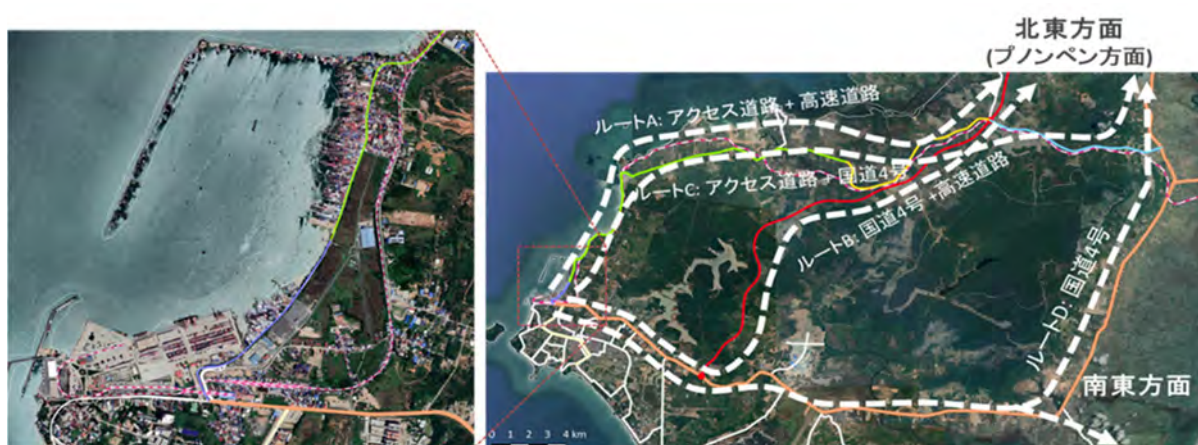 北東方面
(プノンペン方面)
ルートA: アクセス道路 + 高速道路
ルートC: アクセス道路 + 国道4号
ルートB: 国道4号 +高速道路
ルートD: 国道4号
南東方面
0 1 2 3 4 km